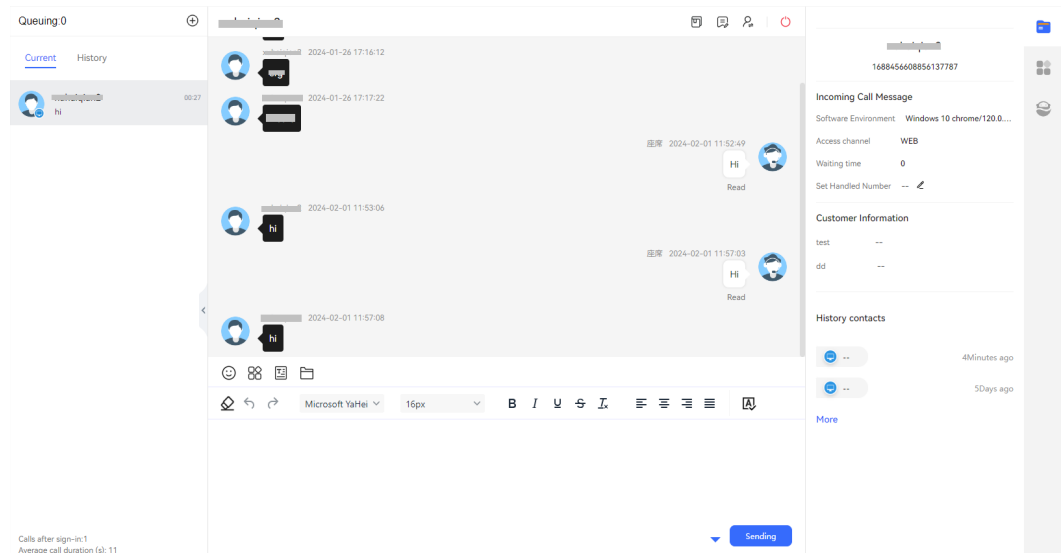 Queuing:0
Current History
00:27
hi
Calls after sign-in:1
Average call duration (s): 11
2024-01-26 17:16:12
2024-01-26 17:17:22
座席 2024-02-01 11:52:49
Hi
Read
2024-02-01 11:53:06
hi
座席 2024-02-01 11:57:03
Hi
Read
2024-02-01 11:57:08
hi
Microsoft YaHei 16px
Sending
1688456608856137787
Incoming Call Message
Software Environment Windows 10 chrome/120.0....
Access channel WEB
Waiting time 0
Set Handled Number --
Customer Information
test --
dd --
History contacts
-- 4Minutes ago
-- 5Days ago
More